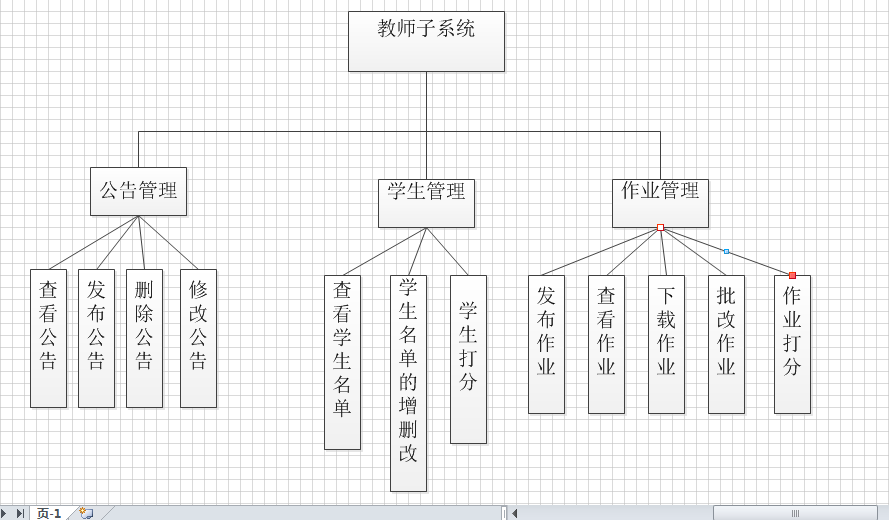 教师子系统
公告管理
学生管理
作业管理
查看公告
发布公告
删除公告
修改公告
查看学生名单
学生名单的增删改
学生打分
发布作业
查看作业
下载作业
批改作业
作业打分
页-1